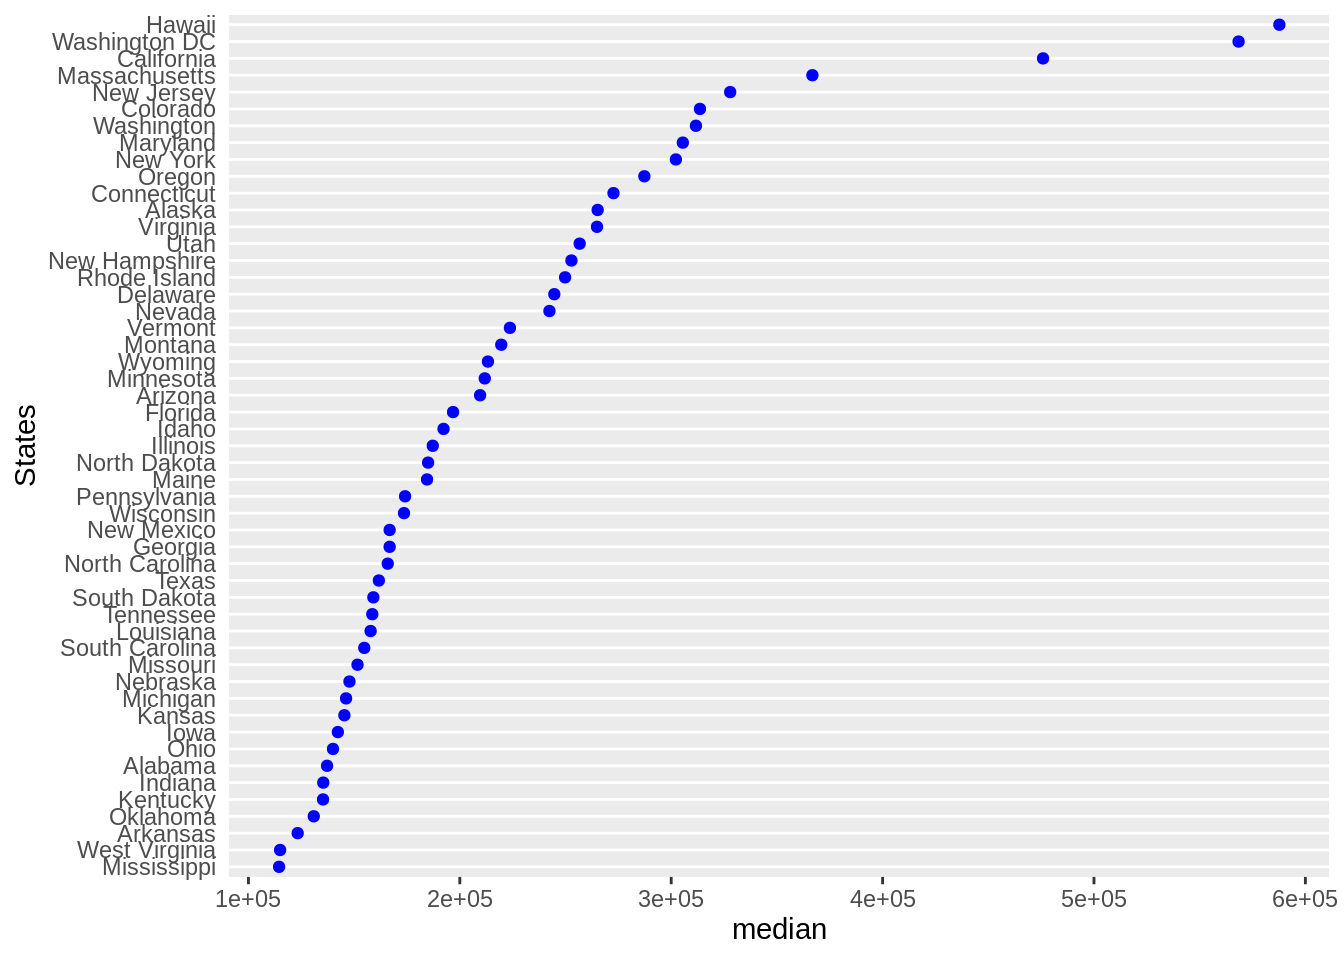 Hawaii
Washington DC
California
Massachusetts
New Jersey
Colorado
Washington
Maryland
New York
Oregon
Connecticut
Alaska
Virginia
Utah
New Hampshire
Rhode Island
Delaware
Nevada
Vermont
Montana
Wyoming
Minnesota
Arizona
Florida
Idaho
Illinois
North Dakota
Maine
Pennsylvania
Wisconsin
New Mexico
Georgia
North Carolina
Texas
South Dakota
Tennessee
Louisiana
South Carolina
Missouri
Nebraska
Michigan
Kansas
Iowa
Ohio
Alabama
Indiana
Kentucky
Oklahoma
Arkansas
West Virginia
Mississippi
States
1e+05 2e+05 3e+05 4e+05 5e+05 6e+05
median